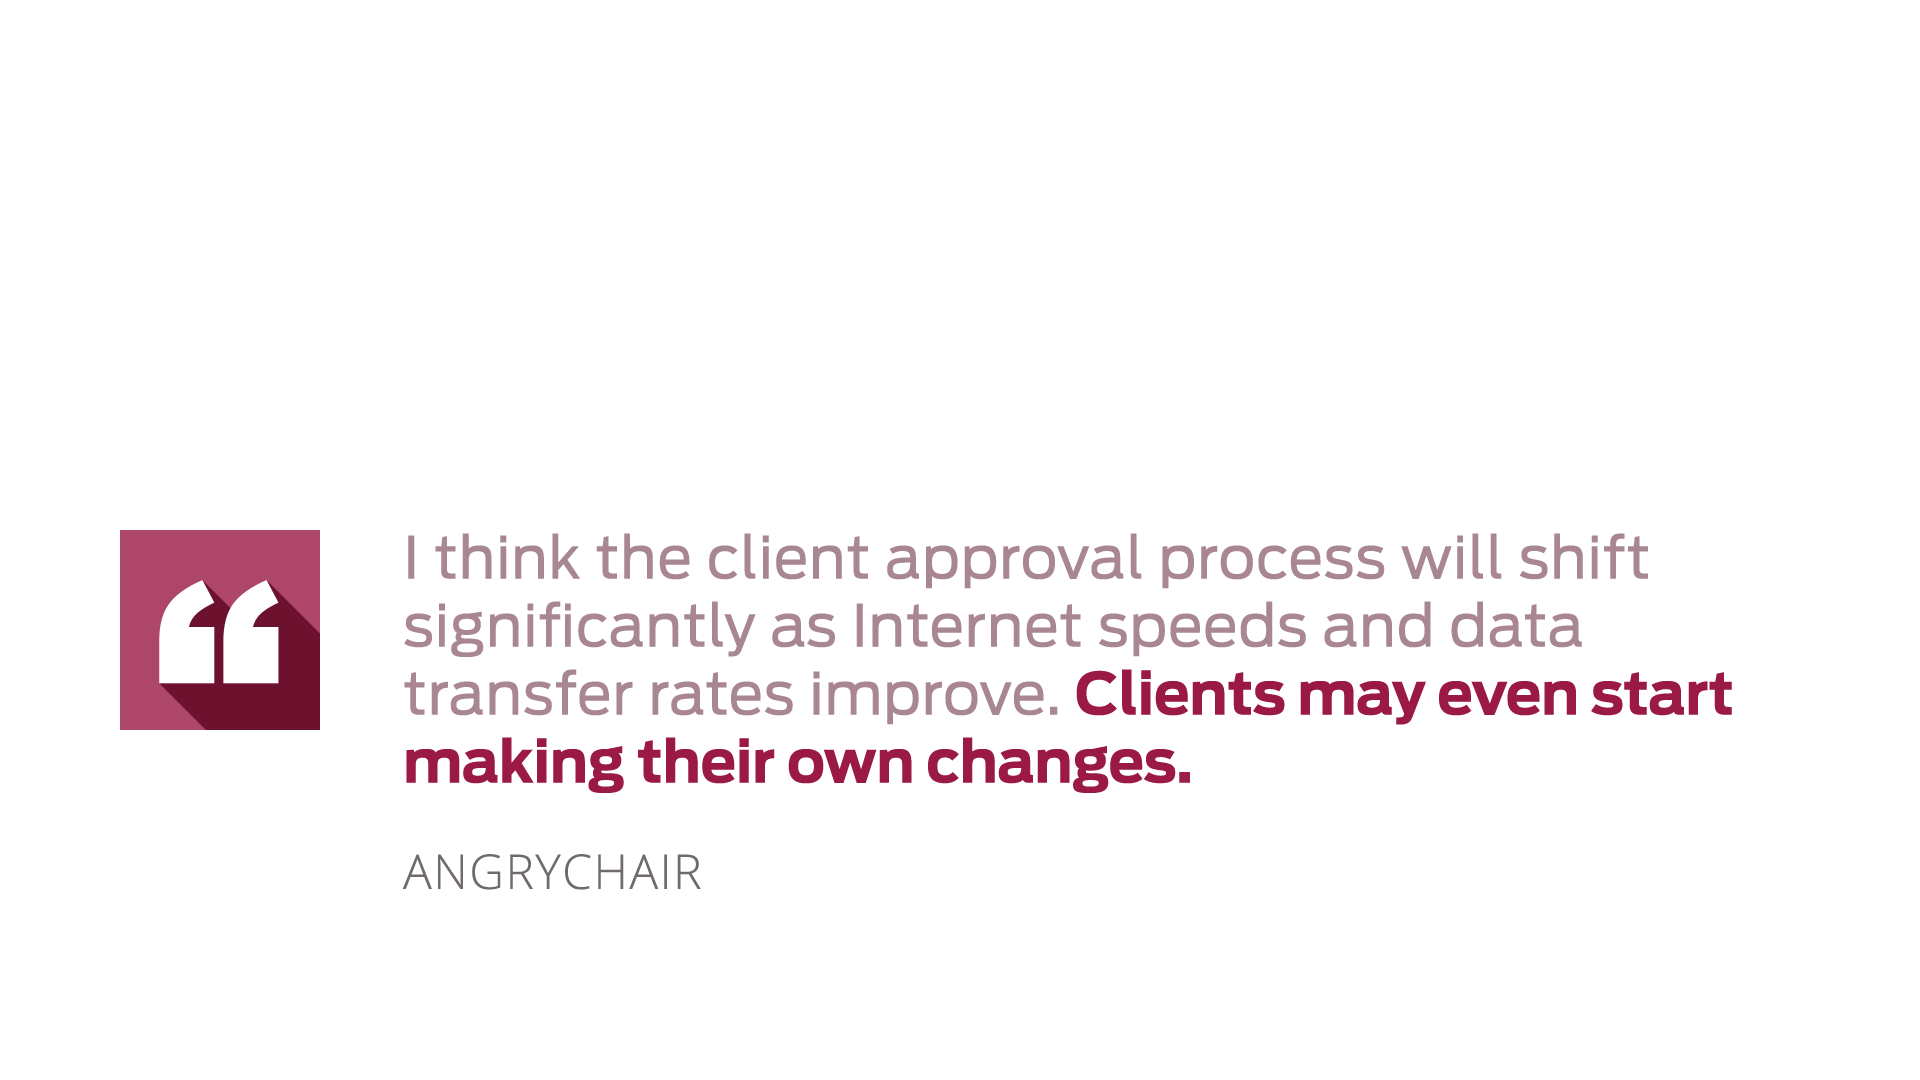 I think the client approval process will shift
significantly as Internet speeds and data
transfer rates improve. Clients may even start
making their own changes.
ANGRYCHAIR